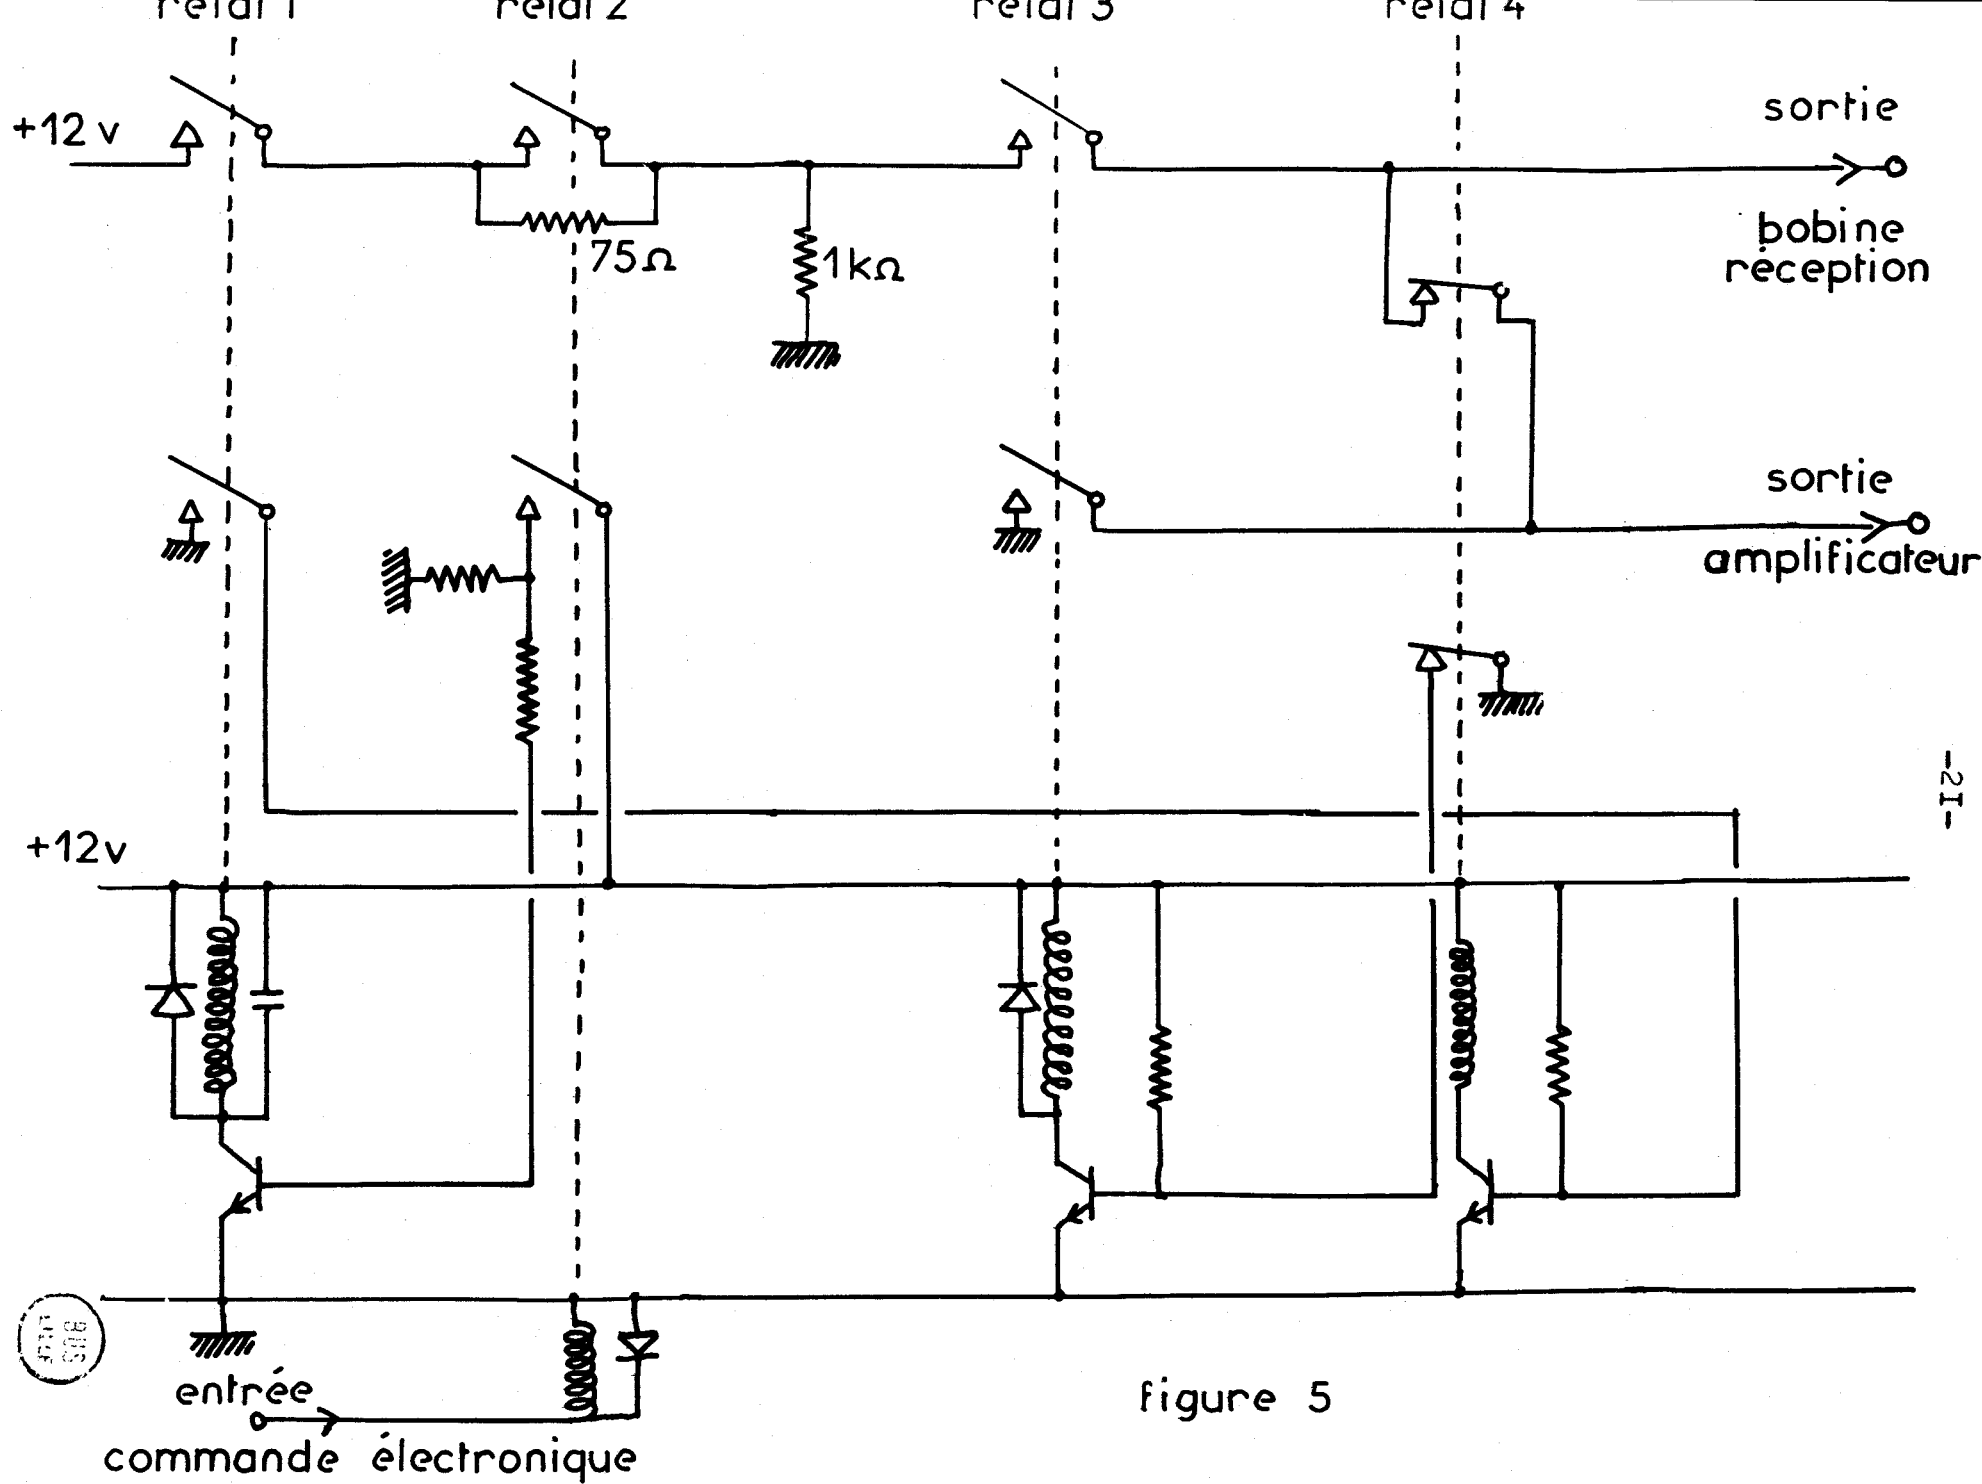 relai 1
relai 2
relai 3
relai 4
+12 v
sortie
bobine
réception
75Ω
1kΩ
sortie
amplificateur
-2I-
+12v
entrée
commande électronique
figure 5